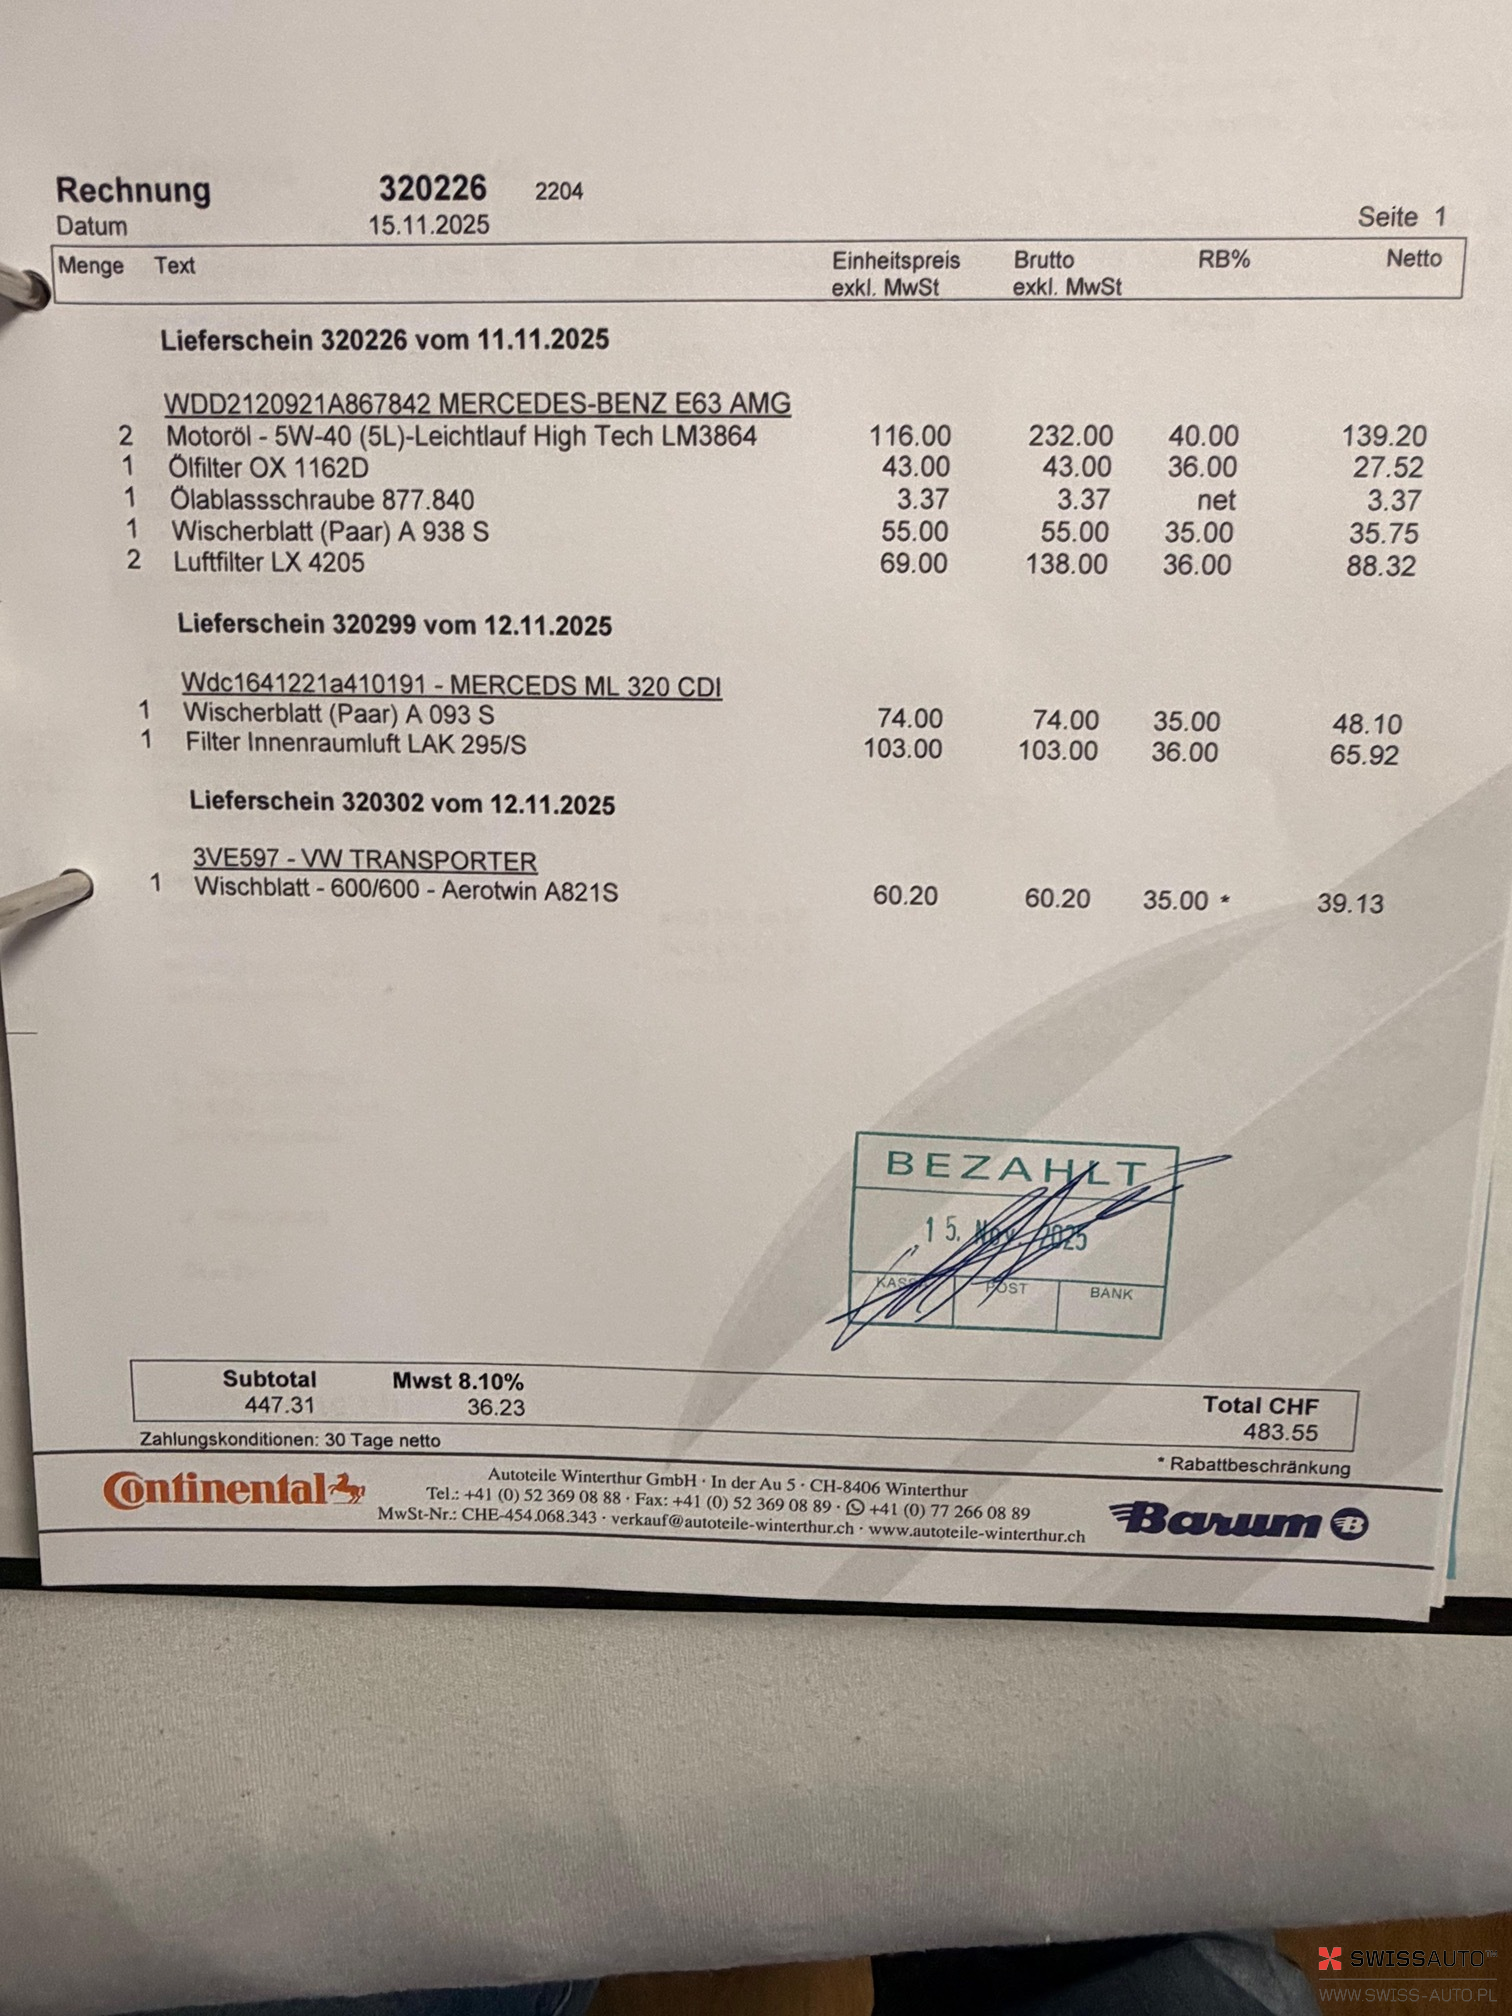 Rechnung 320226 2204
Datum 15.11.2025 Seite 1
Menge Text Einheitspreis Brutto RB% Netto
exkl. MwSt exkl. MwSt
Lieferschein 320226 vom 11.11.2025
WDD2120921A867842 MERCEDES-BENZ E63 AMG
2 Motoröl - 5W-40 (5L)-Leichtlauf High Tech LM3864 116.00 232.00 40.00 139.20
1 Ölfilter OX 1162D 43.00 43.00 36.00 27.52
1 Ölablassschraube 877.840 3.37 3.37 net 3.37
1 Wischerblatt (Paar) A 938 S 55.00 55.00 35.00 35.75
2 Luftfilter LX 4205 69.00 138.00 36.00 88.32
Lieferschein 320299 vom 12.11.2025
Wdc1641221a410191 - MERCEDS ML 320 CDI
1 Wischerblatt (Paar) A 093 S 74.00 74.00 35.00 48.10
1 Filter Innenraumluft LAK 295/S 103.00 103.00 36.00 65.92
Lieferschein 320302 vom 12.11.2025
3VE597 - VW TRANSPORTER
1 Wischblatt - 600/600 - Aerotwin A821S 60.20 60.20 35.00 * 39.13
BEZAHLT
15. Nov. 2025
KASSE POST BANK
Subtotal Mwst 8.10% Total CHF
447.31 36.23 483.55
Zahlungskonditionen: 30 Tage netto
* Rabattbeschränkung
Continental
Autoteile Winterthur GmbH · In der Au 5 · CH-8406 Winterthur
Tel.: +41 (0) 52 369 08 88 · Fax: +41 (0) 52 369 08 89 · +41 (0) 77 266 08 89
MwSt-Nr.: CHE-454.068.343 · verkauf@autoteile-winterthur.ch · www.autoteile-winterthur.ch
Barum B
SWISSAUTO™
WWW.SWISS-AUTO.PL